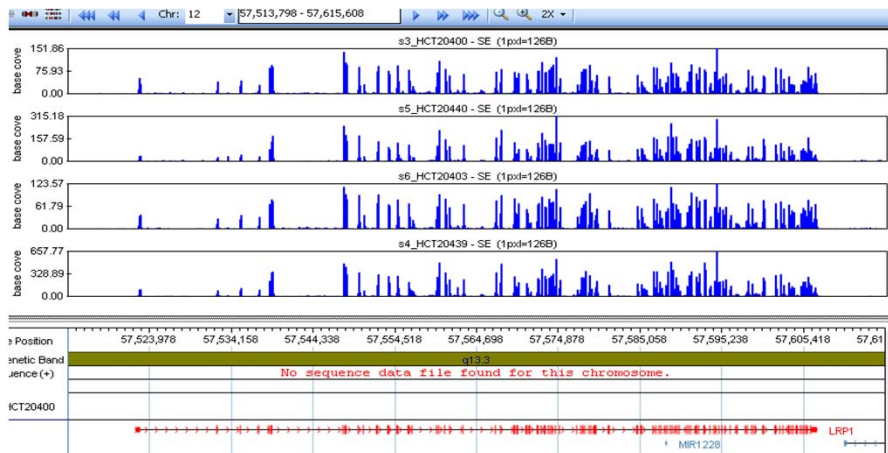 Chr: 12 57,513,798 - 57,615,608 2X
s3_HCT20400 - SE (1pxl=126B)
base cove
151.86
75.93
0.00
s5_HCT20440 - SE (1pxl=126B)
base cove
315.18
157.59
0.00
s6_HCT20403 - SE (1pxl=126B)
base cove
123.57
61.79
0.00
s4_HCT20439 - SE (1pxl=126B)
base cove
657.77
328.89
0.00
e Position 57,523,978 57,534,158 57,544,338 57,554,518 57,564,698 57,574,878 57,585,058 57,595,238 57,605,418 57,61
enetic Band q13.3
uence (+) No sequence data file found for this chromosome.
HCT20400
LRP1
MIR1228